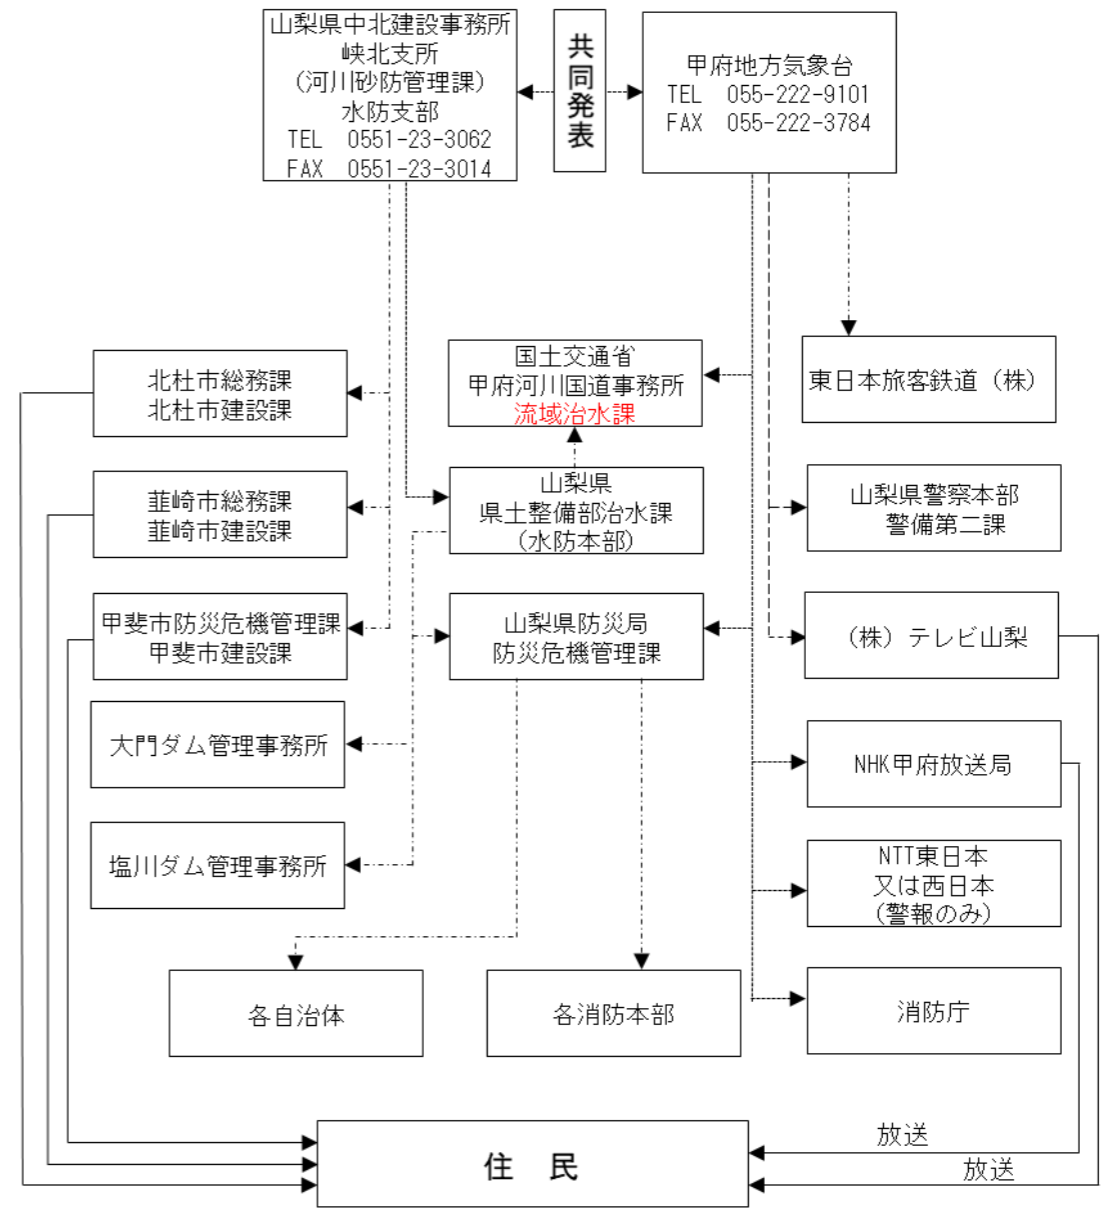 山梨県中北建設事務所
峡北支所
（河川砂防管理課）
水防支部
TEL　0551-23-3062
FAX　0551-23-3014
共同発表
甲府地方気象台
TEL　055-222-9101
FAX　055-222-3784
北杜市総務課
北杜市建設課
国土交通省
甲府河川国道事務所
流域治水課
東日本旅客鉄道（株）
韮崎市総務課
韮崎市建設課
山梨県
県土整備部治水課
（水防本部）
山梨県警察本部
警備第二課
甲斐市防災危機管理課
甲斐市建設課
山梨県防災局
防災危機管理課
（株）テレビ山梨
大門ダム管理事務所
NHK甲府放送局
塩川ダム管理事務所
NTT東日本
又は西日本
（警報のみ）
各自治体
各消防本部
消防庁
放送
放送
住　民